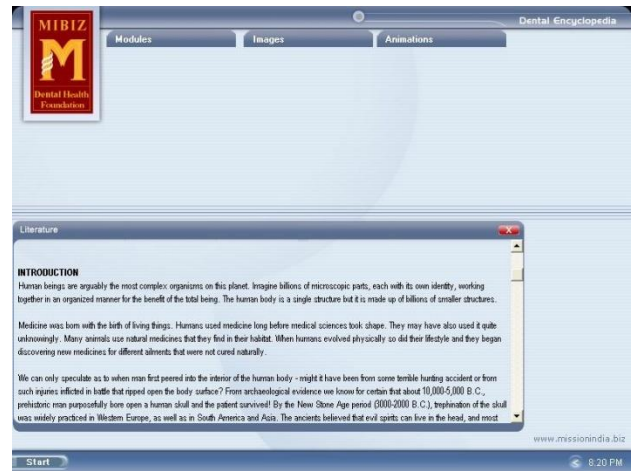 MIBIZ
M
Dental Health
Foundation
Dental Encyclopedia
Modules
Images
Animations
Literature
X
INTRODUCTION
Human beings are arguably the most complex organisms on this planet. Imagine billions of microscopic parts, each with its own identity, working
together in an organized manner for the benefit of the total being. The human body is a single structure but it is made up of billions of smaller structures.
Medicine was born with the birth of living things. Humans used medicine long before medical sciences took shape. They may have also used it quite
unknowingly. Many animals use natural medicines that they find in their habitat. When humans evolved physically so did their lifestyle and they began
discovering new medicines for different ailments that were not cured naturally.
We can only speculate as to when man first peered into the interior of the human body - might it have been from some terrible hunting accident or from
such injuries inflicted in battle that ripped open the body surface? From archaeological evidence we know for certain that about 10,000-5,000 B.C.,
prehistoric man purposefully bore open a human skull and the patient survived! By the New Stone Age period (3000-2000 B.C.), trephination of the skull
was widely practiced in Western Europe, as well as in South America and Asia. The ancients believed that evil spirits can live in the head, and most
www.missionindia.biz
Start
8:20 PM